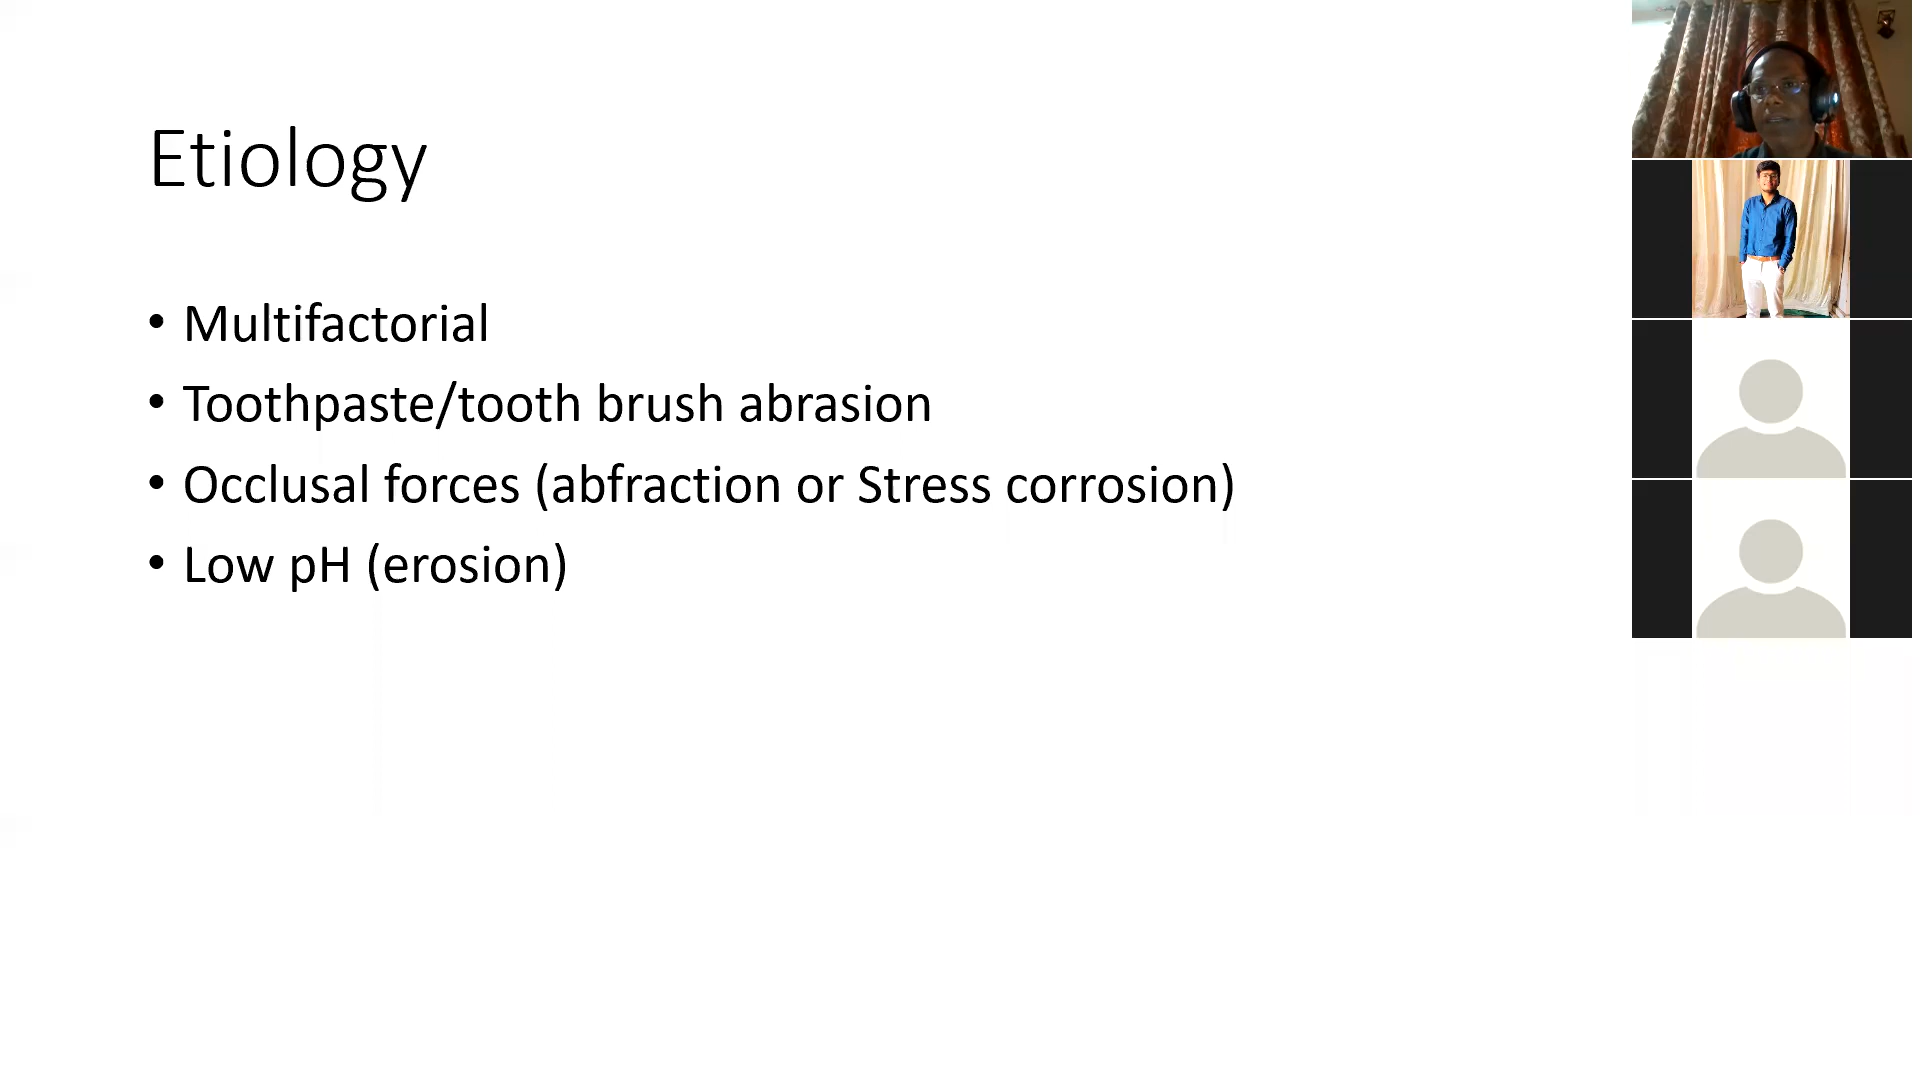 Etiology
• Multifactorial
• Toothpaste/tooth brush abrasion
• Occlusal forces (abfraction or Stress corrosion)
• Low pH (erosion)